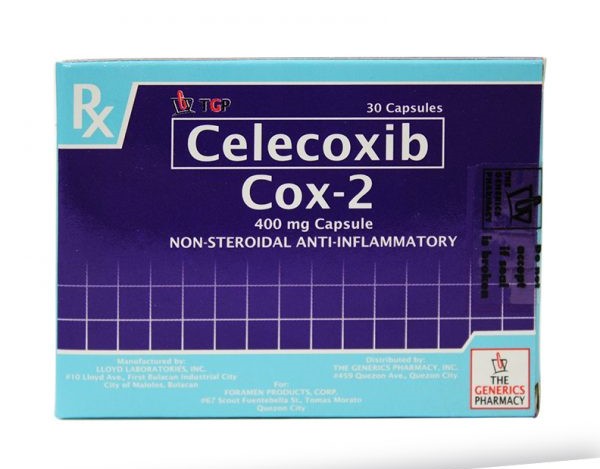 Rx
TGP
30 Capsules
Celecoxib
Cox-2
400 mg Capsule
NON-STEROIDAL ANTI-INFLAMMATORY
THE
GENERICS
PHARMACY
Do not
accept
if seal
is broken
Manufactured by:
LLOYD LABORATORIES, INC.
#10 Lloyd Ave., First Bulacan Industrial City
City of Malolos, Bulacan
For:
FORAMEN PRODUCTS, CORP.
#67 Scout Fuentebella St., Tomas Morato
Quezon City
Distributed by:
THE GENERICS PHARMACY, INC.
#459 Quezon Ave., Quezon City
THE
GENERICS
PHARMACY